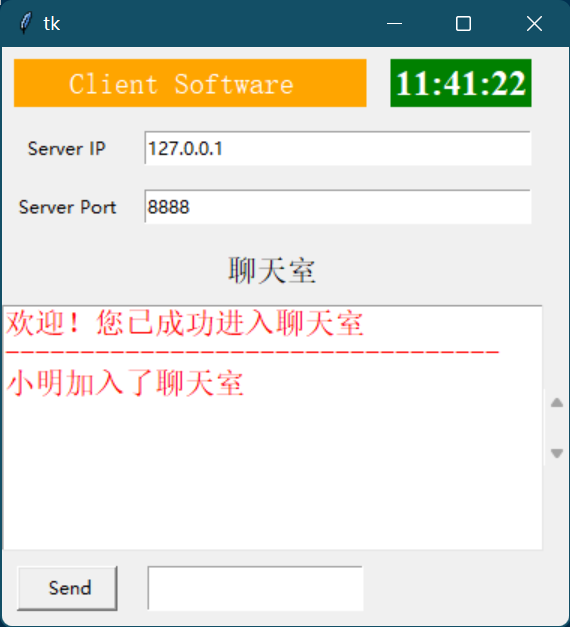 tk
Client Software
11:41:22
Server IP
127.0.0.1
Server Port
8888
聊天室
欢迎！您已成功进入聊天室
--------------------------------
小明加入了聊天室
Send